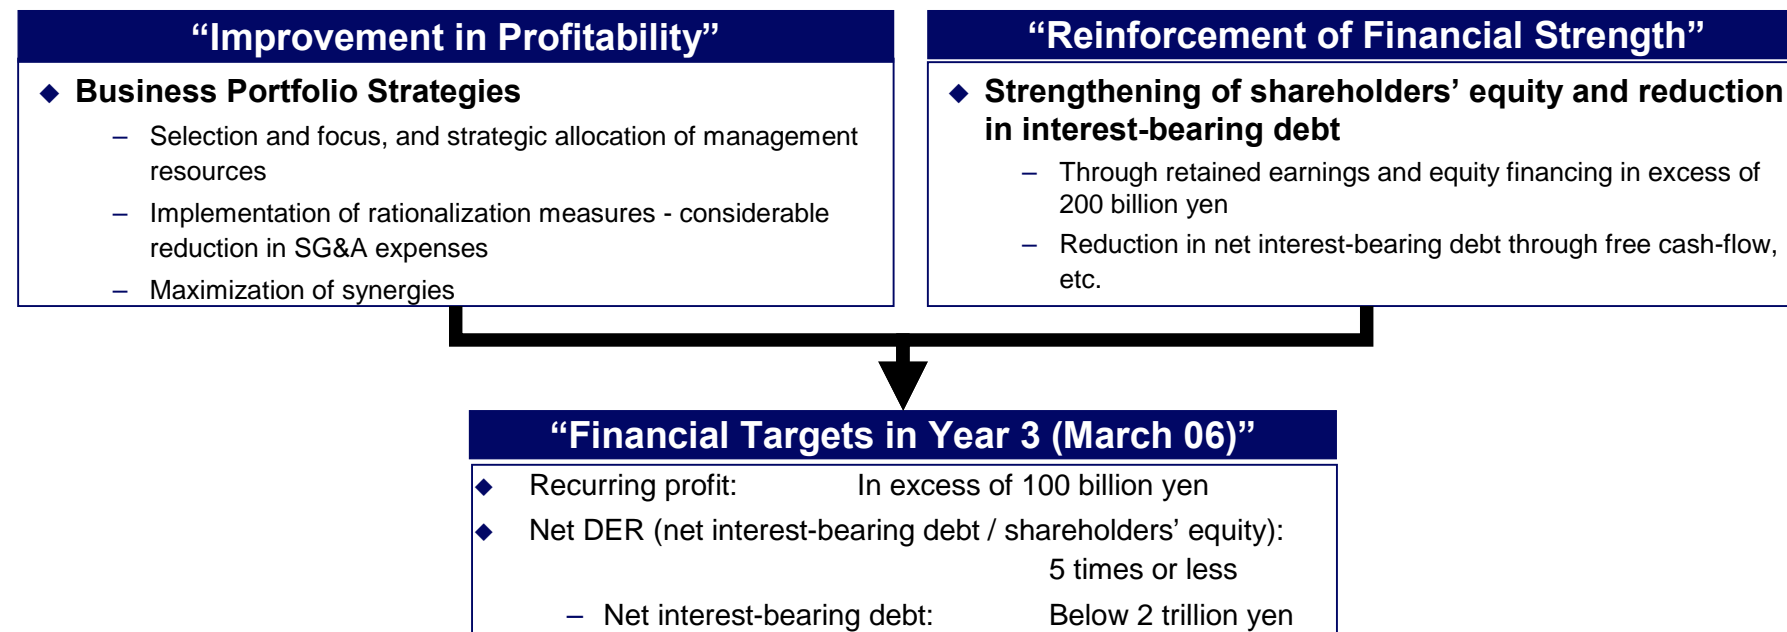 “Improvement in Profitability”
◆ Business Portfolio Strategies
– Selection and focus, and strategic allocation of management
resources
– Implementation of rationalization measures - considerable
reduction in SG&A expenses
– Maximization of synergies
“Reinforcement of Financial Strength”
◆ Strengthening of shareholders’ equity and reduction
in interest-bearing debt
– Through retained earnings and equity financing in excess of
200 billion yen
– Reduction in net interest-bearing debt through free cash-flow,
etc.
“Financial Targets in Year 3 (March 06)”
◆ Recurring profit: In excess of 100 billion yen
◆ Net DER (net interest-bearing debt / shareholders’ equity):
5 times or less
– Net interest-bearing debt: Below 2 trillion yen